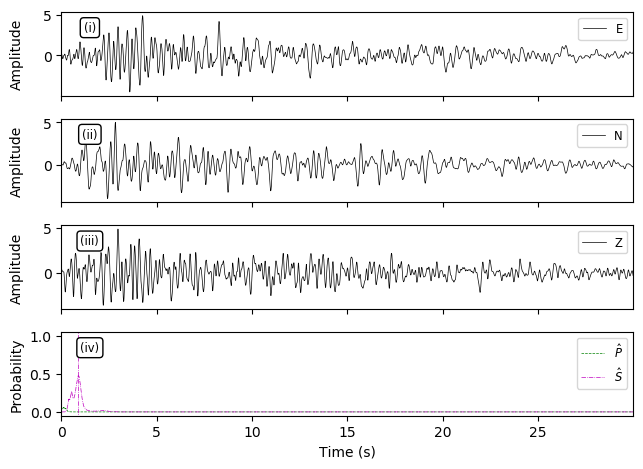 5
0
Amplitude
(i)
E
5
0
Amplitude
(ii)
N
5
0
Amplitude
(iii)
Z
1.0
0.5
0.0
Probability
(iv)
P̂
Ŝ
0 5 10 15 20 25
Time (s)